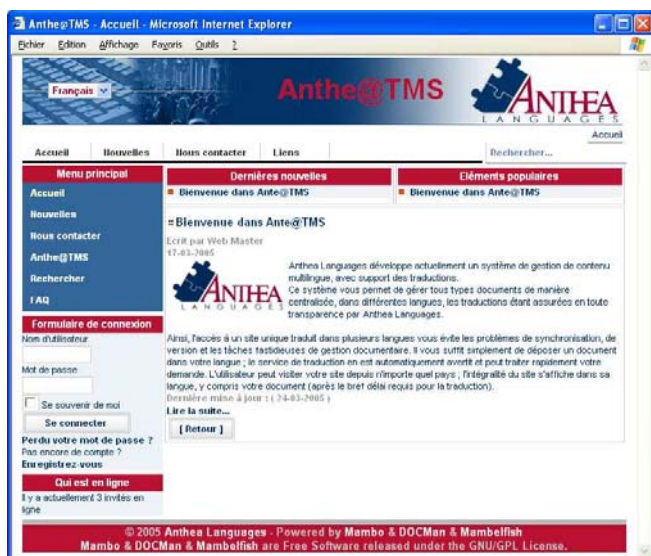 Anthe@TMS - Accueil - Microsoft Internet Explorer
Fichier Edition Affichage Favoris Outils ?
Français
Anthe@TMS
ANTHEA
LANGUAGES
Accueil
Accueil Nouvelles Nous contacter Liens Rechercher...
Menu principal
Accueil
Nouvelles
Nous contacter
Anthe@TMS
Rechercher
FAQ
Formulaire de connexion
Nom d'utilisateur
Mot de passe
Se souvenir de moi
Se connecter
Perdu votre mot de passe ?
Pas encore de compte ?
Enregistrez-vous
Qui est en ligne
Il y a actuellement 3 invités en
ligne
Dernières nouvelles
Bienvenue dans Ante@TMS
Eléments populaires
Bienvenue dans Ante@TMS
Bienvenue dans Ante@TMS
Ecrit par Web Master
17-03-2005
ANTHEA
LANGUAGES
Anthea Languages développe actuellement un système de gestion de contenu
multilingue, avec support des traductions.
Ce système vous permet de gérer tous types documents de manière
centralisée, dans différentes langues, les traductions étant assurées en toute
transparence par Anthea Languages.
Ainsi, l'accès à un site unique traduit dans plusieurs langues vous évite les problèmes de synchronisation, de
version et les tâches fastidieuses de gestion documentaire. Il vous suffit simplement de déposer un document
dans votre langue ; le service de traduction en est automatiquement averti et peut traiter rapidement votre
demande. L'utilisateur peut visiter votre site depuis n'importe quel pays ; l'intégralité du site s'affiche dans sa
langue, y compris votre document (après le bref délai requis pour la traduction).
Dernière mise à jour : ( 24-03-2005 )
Lire la suite...
[ Retour ]
© 2005 Anthea Languages - Powered by Mambo & DOCMan & Mambelfish
Mambo & DOCMan & Mambelfish are Free Software released under the GNU/GPL License.